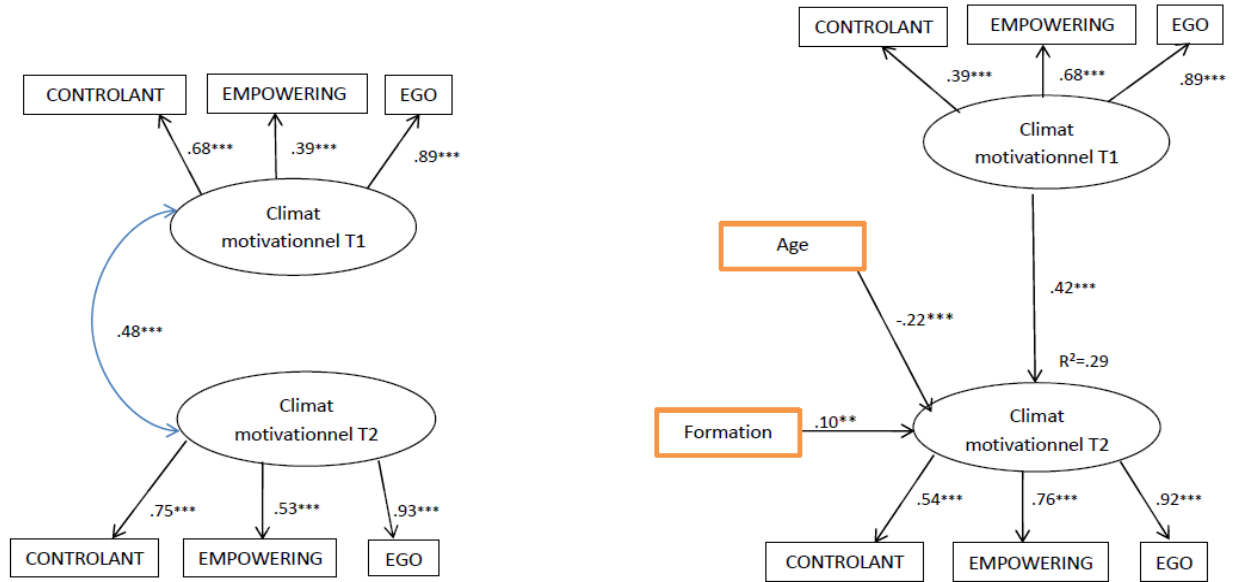 CONTROLANT
EMPOWERING
EGO
.68***
.39***
.89***
Climat
motivationnel T1
.48***
Climat
motivationnel T2
.75***
.53***
.93***
CONTROLANT
EMPOWERING
EGO
CONTROLANT
EMPOWERING
EGO
.39***
.68***
.89***
Climat
motivationnel T1
Age
.42***
-.22***
R²=.29
Formation
.10**
Climat
motivationnel T2
.54***
.76***
.92***
CONTROLANT
EMPOWERING
EGO